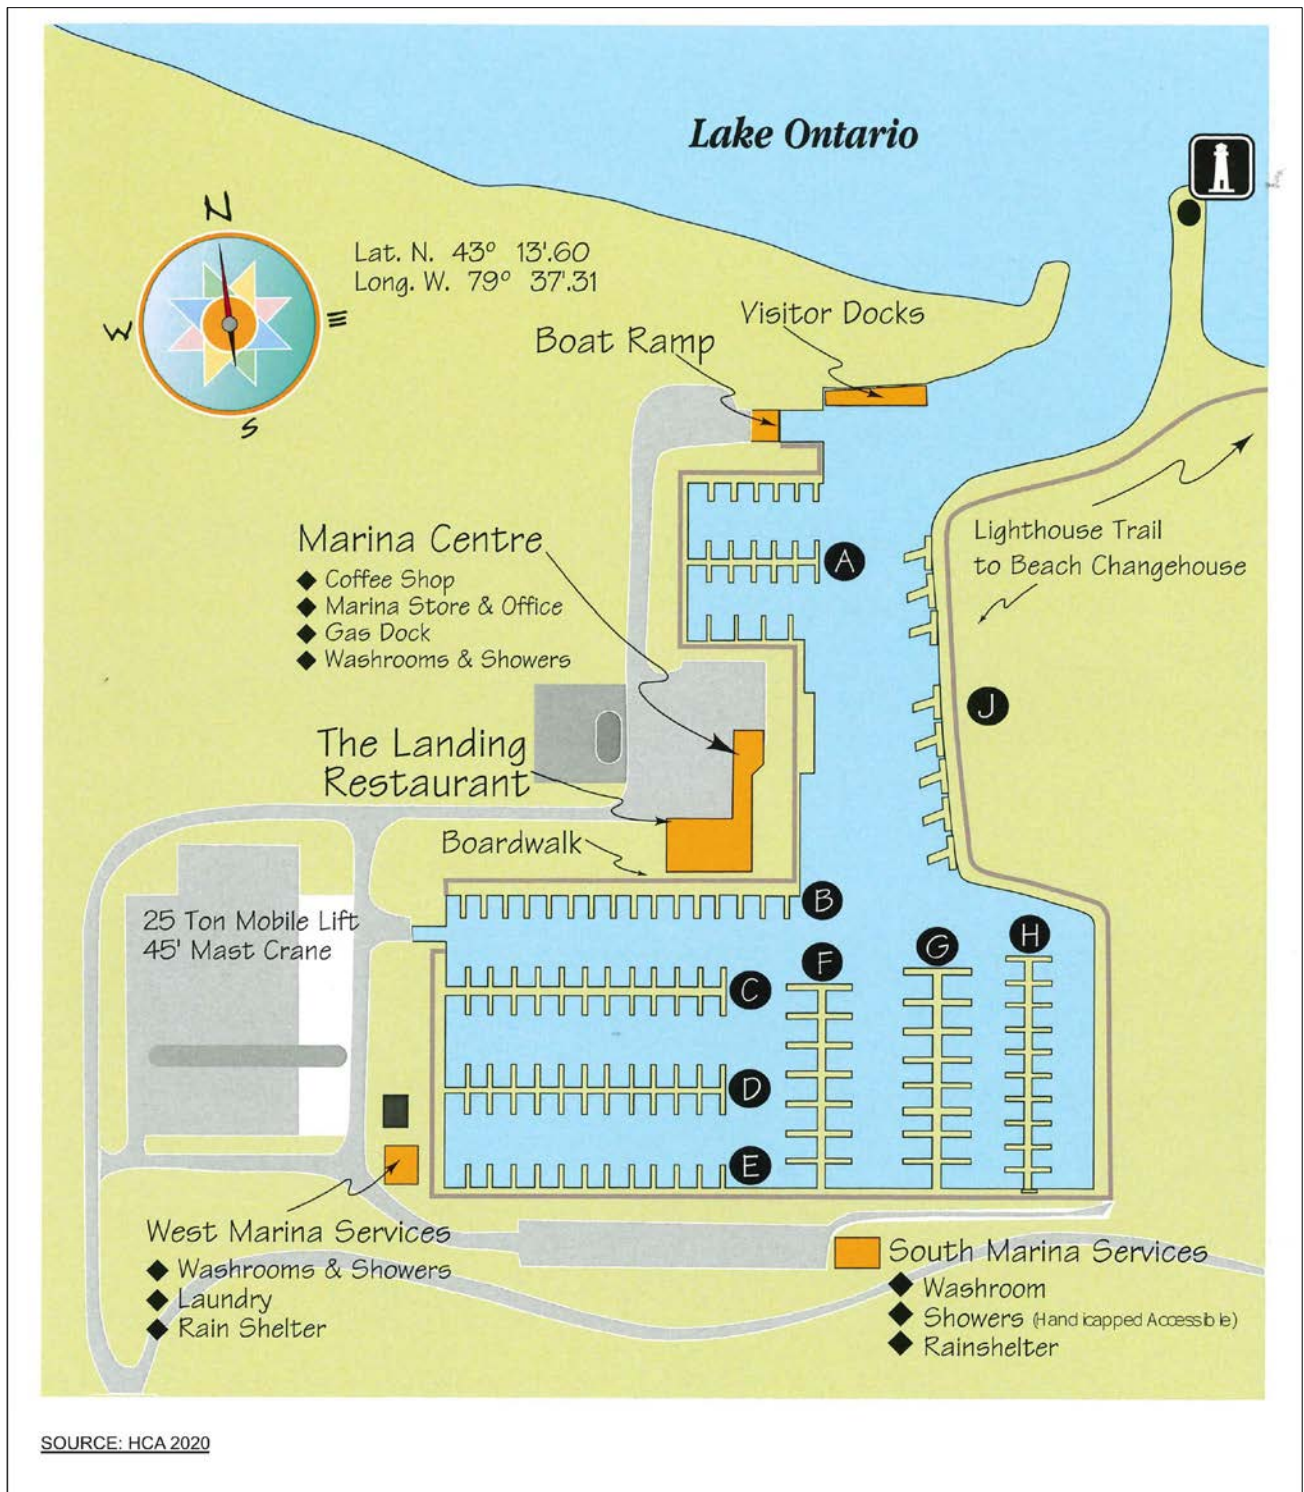 Lake Ontario
N
W
E
S
Lat. N. 43° 13'.60
Long. W. 79° 37'.31
Visitor Docks
Boat Ramp
Marina Centre
◆ Coffee Shop
◆ Marina Store & Office
◆ Gas Dock
◆ Washrooms & Showers
A
Lighthouse Trail
to Beach Changehouse
J
The Landing
Restaurant
Boardwalk
25 Ton Mobile Lift
45' Mast Crane
B
C
D
E
F
G
H
West Marina Services
◆ Washrooms & Showers
◆ Laundry
◆ Rain Shelter
South Marina Services
◆ Washroom
◆ Showers (Handicapped Accessible)
◆ Rainshelter
SOURCE: HCA 2020